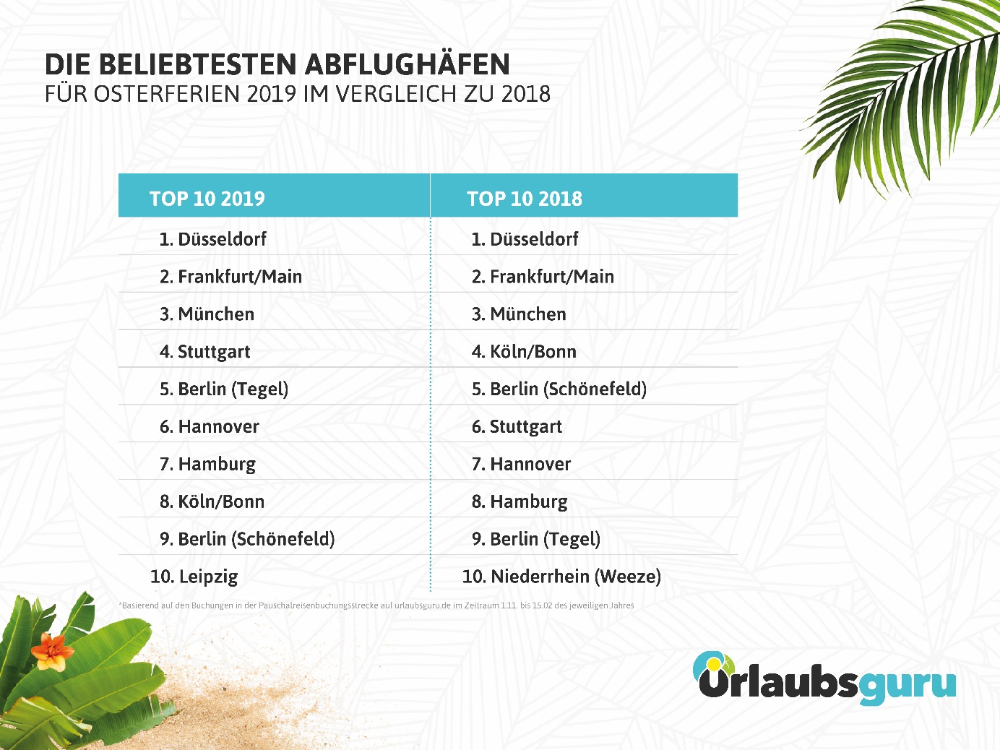 DIE BELIEBTESTEN ABFLUGHÄFEN
FÜR OSTERFERIEN 2019 IM VERGLEICH ZU 2018
TOP 10 2019
1. Düsseldorf
2. Frankfurt/Main
3. München
4. Stuttgart
5. Berlin (Tegel)
6. Hannover
7. Hamburg
8. Köln/Bonn
9. Berlin (Schönefeld)
10. Leipzig
TOP 10 2018
1. Düsseldorf
2. Frankfurt/Main
3. München
4. Köln/Bonn
5. Berlin (Schönefeld)
6. Stuttgart
7. Hannover
8. Hamburg
9. Berlin (Tegel)
10. Niederrhein (Weeze)
*Basierend auf den Buchungen in der Pauschalreisenbuchungsstrecke auf urlaubsguru.de im Zeitraum 1.11. bis 15.02 des jeweiligen Jahres
Urlaubsguru